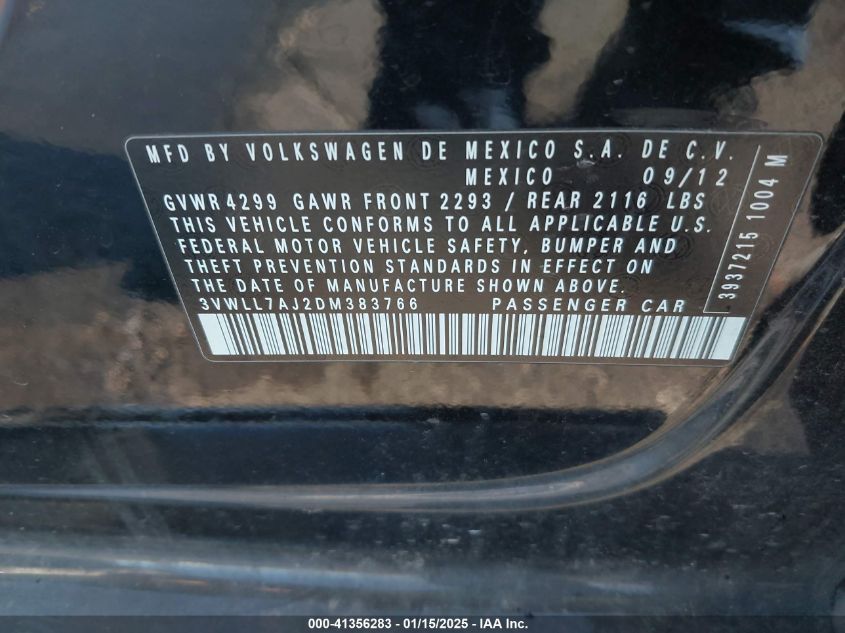 MFD BY VOLKSWAGEN DE MEXICO S.A. DE C.V.
MEXICO 09/12
GVWR 4299 GAWR FRONT 2293 / REAR 2116 LBS
THIS VEHICLE CONFORMS TO ALL APPLICABLE U.S.
FEDERAL MOTOR VEHICLE SAFETY, BUMPER AND
THEFT PREVENTION STANDARDS IN EFFECT ON
THE DATE OF MANUFACTURE SHOWN ABOVE.
3VWLL7AJ2DM383766 PASSENGER CAR
3937215 1004 M
000-41356283 - 01/15/2025 - IAA Inc.